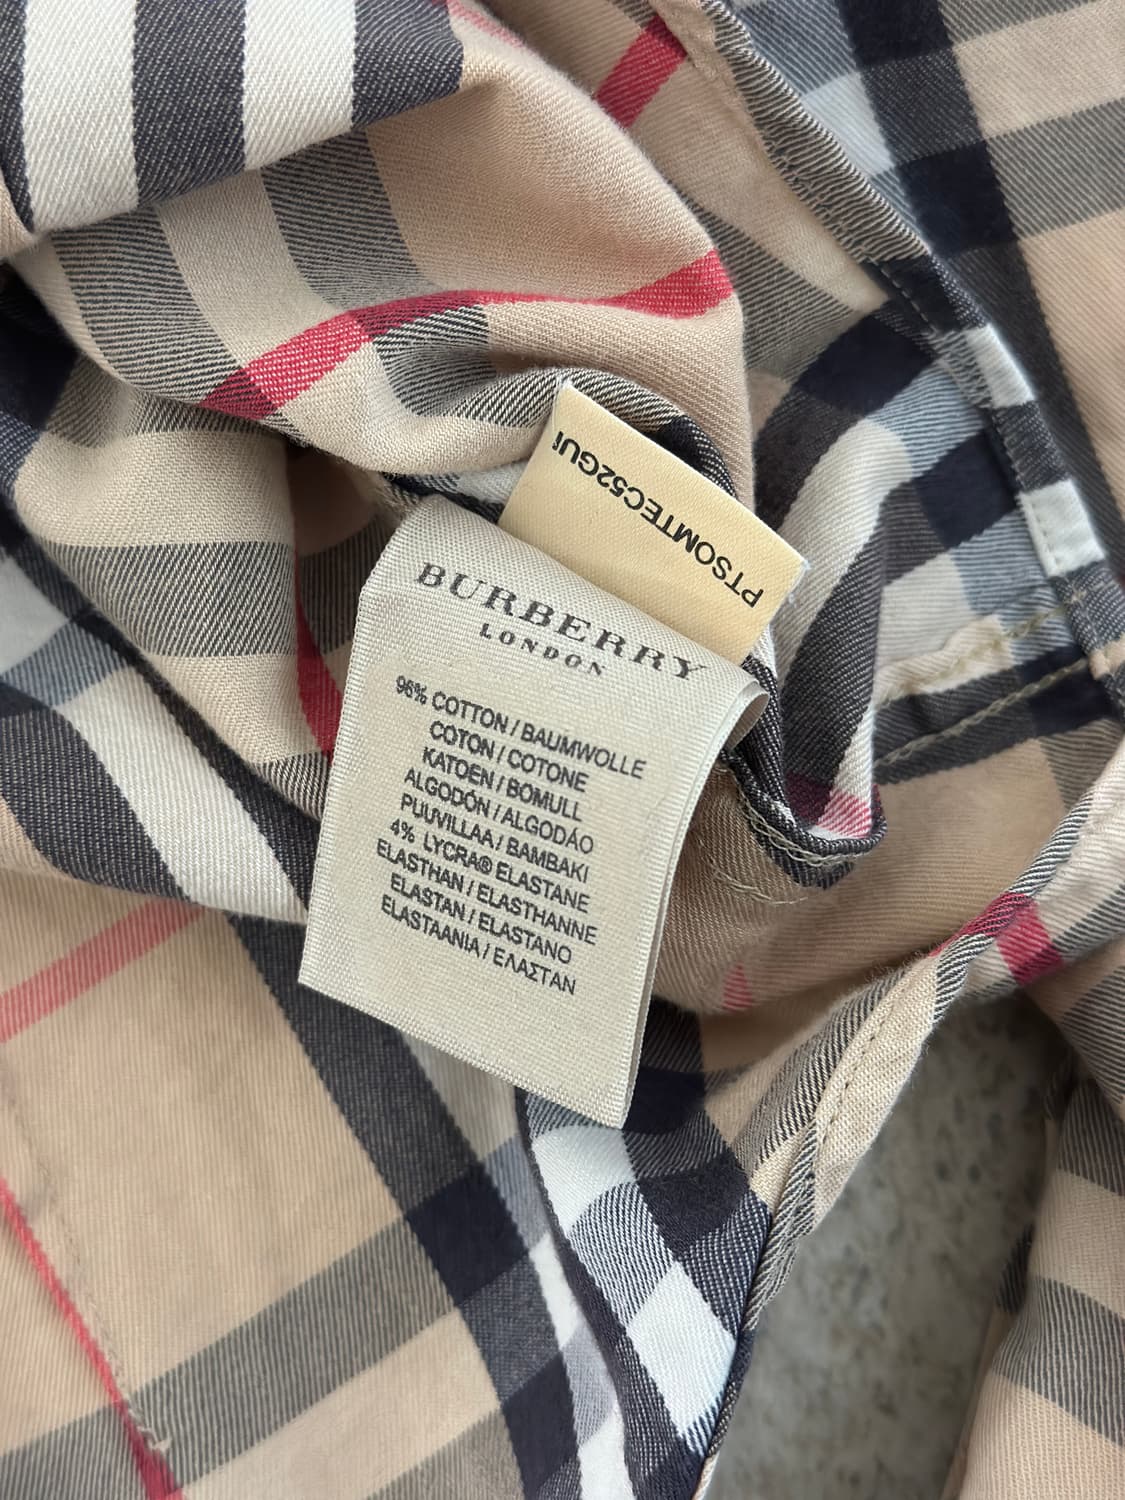 PTSOMTEC52GUI
BURBERRY
LONDON
96% COTTON / BAUMWOLLE
COTON / COTONE
KATOEN / BOMULL
ALGODÓN / ALGODÁO
PUUVILLAA / BAMBAKI
4% LYCRA® ELASTANE
ELASTHAN / ELASTHANNE
ELASTAN / ELASTANO
ELASTAANIA / ΕΛΑΣΤΑΝ